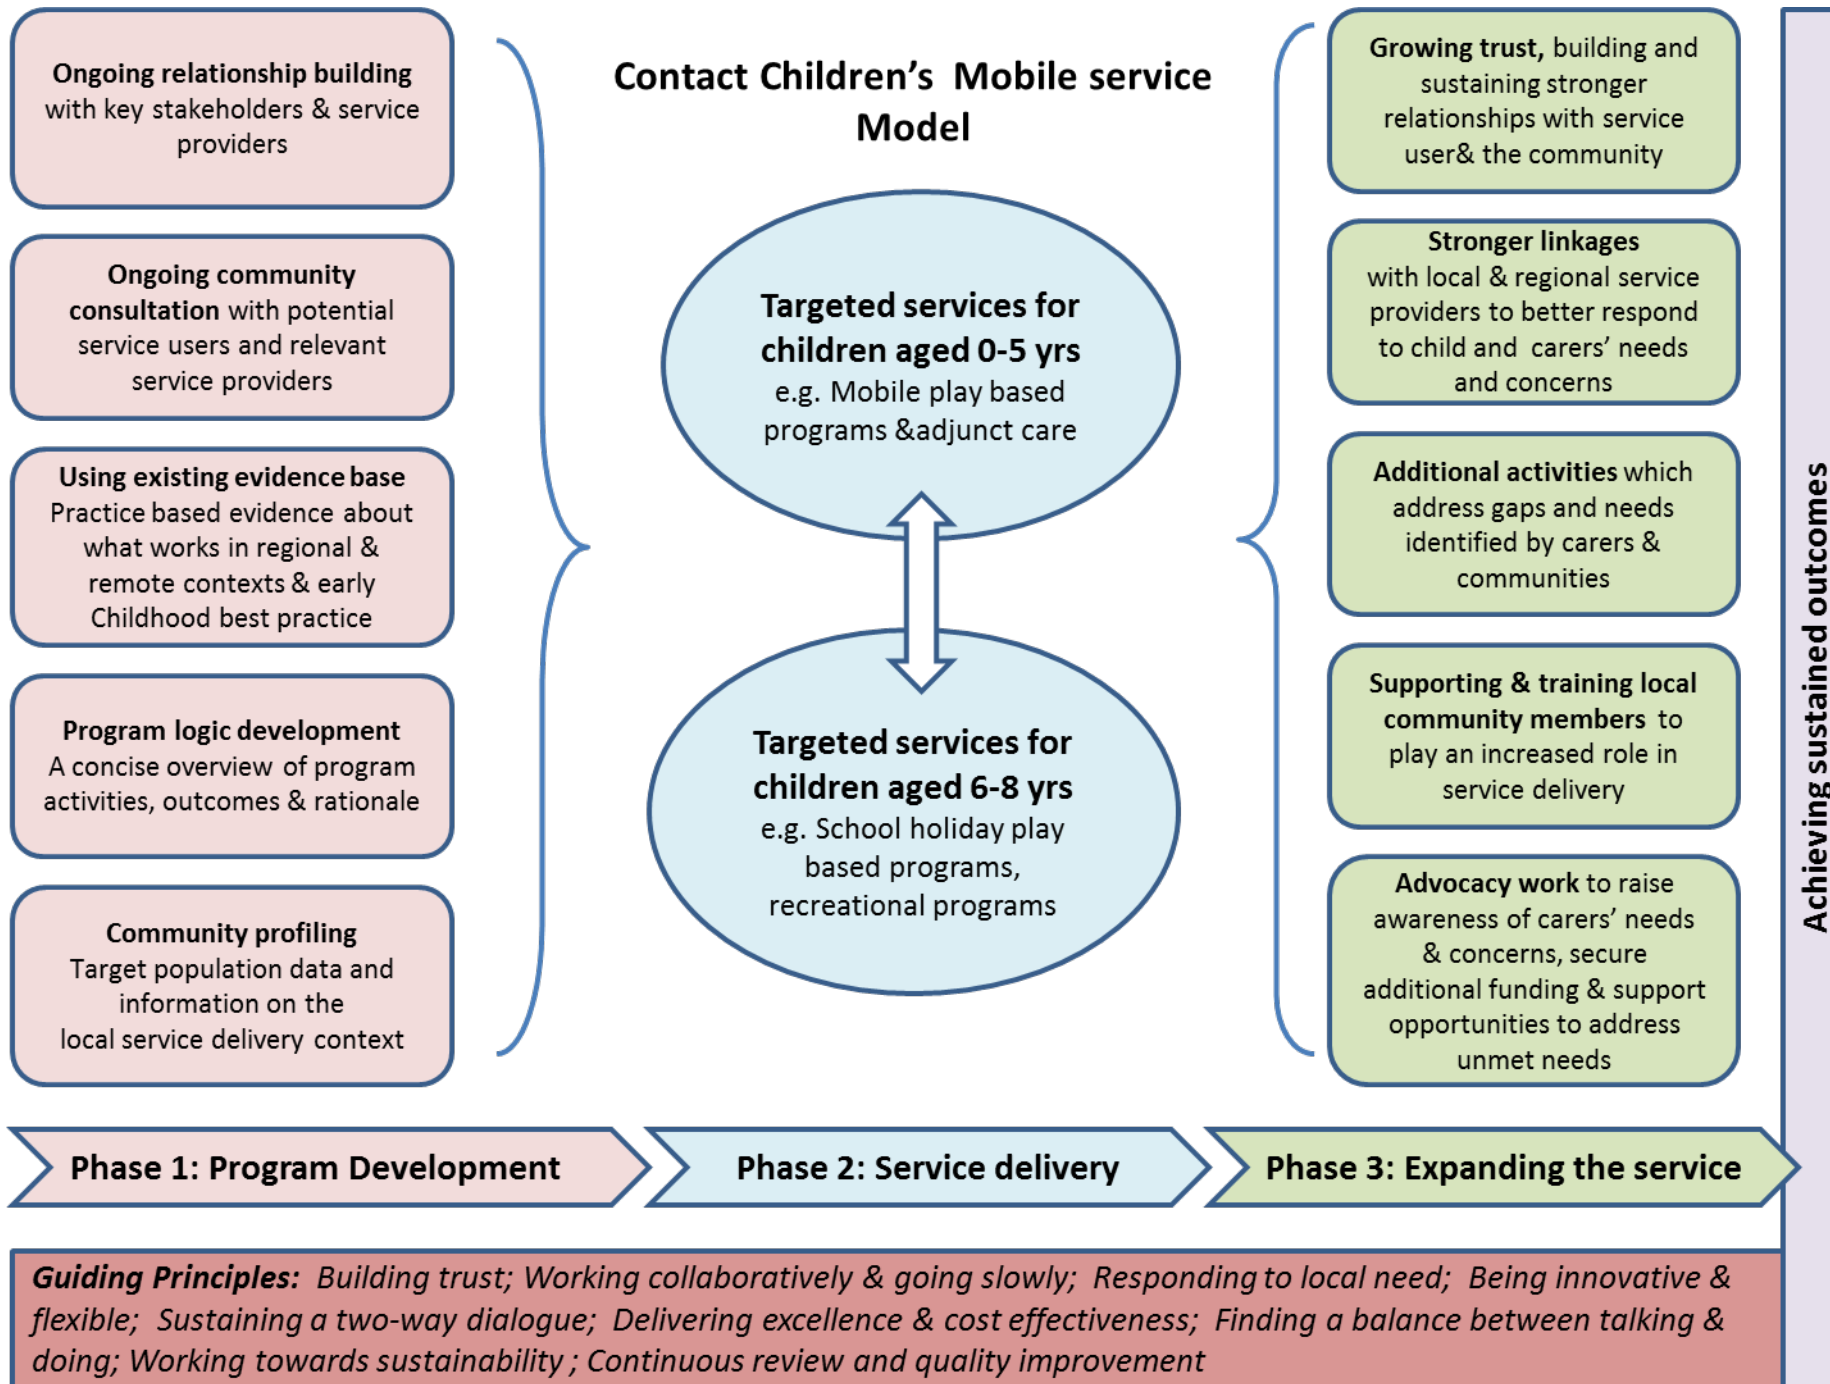 Contact Children’s Mobile service
Model
Ongoing relationship building
with key stakeholders & service
providers
Ongoing community
consultation with potential
service users and relevant
service providers
Using existing evidence base
Practice based evidence about
what works in regional &
remote contexts & early
Childhood best practice
Program logic development
A concise overview of program
activities, outcomes & rationale
Community profiling
Target population data and
information on the
local service delivery context
Targeted services for
children aged 0-5 yrs
e.g. Mobile play based
programs &adjunct care
Targeted services for
children aged 6-8 yrs
e.g. School holiday play
based programs,
recreational programs
Growing trust, building and
sustaining stronger
relationships with service
user& the community
Stronger linkages
with local & regional service
providers to better respond
to child and carers’ needs
and concerns
Additional activities which
address gaps and needs
identified by carers &
communities
Supporting & training local
community members to
play an increased role in
service delivery
Advocacy work to raise
awareness of carers’ needs
& concerns, secure
additional funding & support
opportunities to address
unmet needs
Achieving sustained outcomes
Phase 1: Program Development
Phase 2: Service delivery
Phase 3: Expanding the service
Guiding Principles: Building trust; Working collaboratively & going slowly; Responding to local need; Being innovative &
flexible; Sustaining a two-way dialogue; Delivering excellence & cost effectiveness; Finding a balance between talking &
doing; Working towards sustainability ; Continuous review and quality improvement